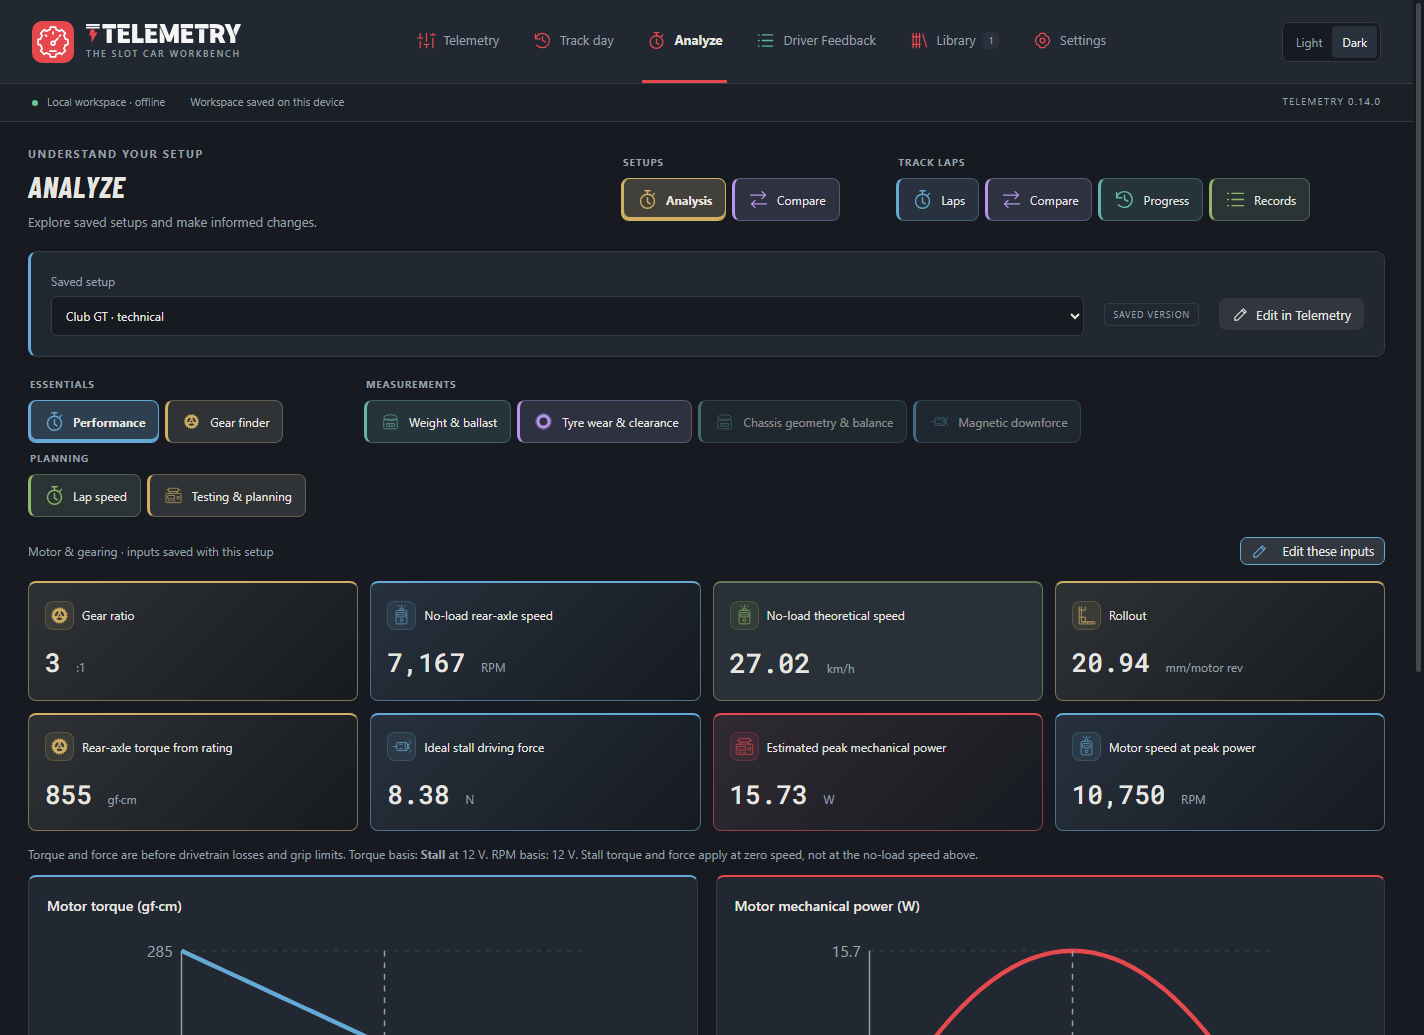 TELEMETRY
THE SLOT CAR WORKBENCH
Telemetry
Track day
Analyze
Driver Feedback
Library 1
Settings
Light
Dark
Local workspace · offline
Workspace saved on this device
TELEMETRY 0.14.0
UNDERSTAND YOUR SETUP
ANALYZE
Explore saved setups and make informed changes.
SETUPS
Analysis
Compare
TRACK LAPS
Laps
Compare
Progress
Records
Saved setup
Club GT · technical
SAVED VERSION
Edit in Telemetry
ESSENTIALS
Performance
Gear finder
MEASUREMENTS
Weight & ballast
Tyre wear & clearance
Chassis geometry & balance
Magnetic downforce
PLANNING
Lap speed
Testing & planning
Motor & gearing · inputs saved with this setup
Edit these inputs
Gear ratio
3 :1
No-load rear-axle speed
7,167 RPM
No-load theoretical speed
27.02 km/h
Rollout
20.94 mm/motor rev
Rear-axle torque from rating
855 gf·cm
Ideal stall driving force
8.38 N
Estimated peak mechanical power
15.73 W
Motor speed at peak power
10,750 RPM
Torque and force are before drivetrain losses and grip limits. Torque basis: Stall at 12 V. RPM basis: 12 V. Stall torque and force apply at zero speed, not at the no-load speed above.
Motor torque (gf·cm)
285
Motor mechanical power (W)
15.7